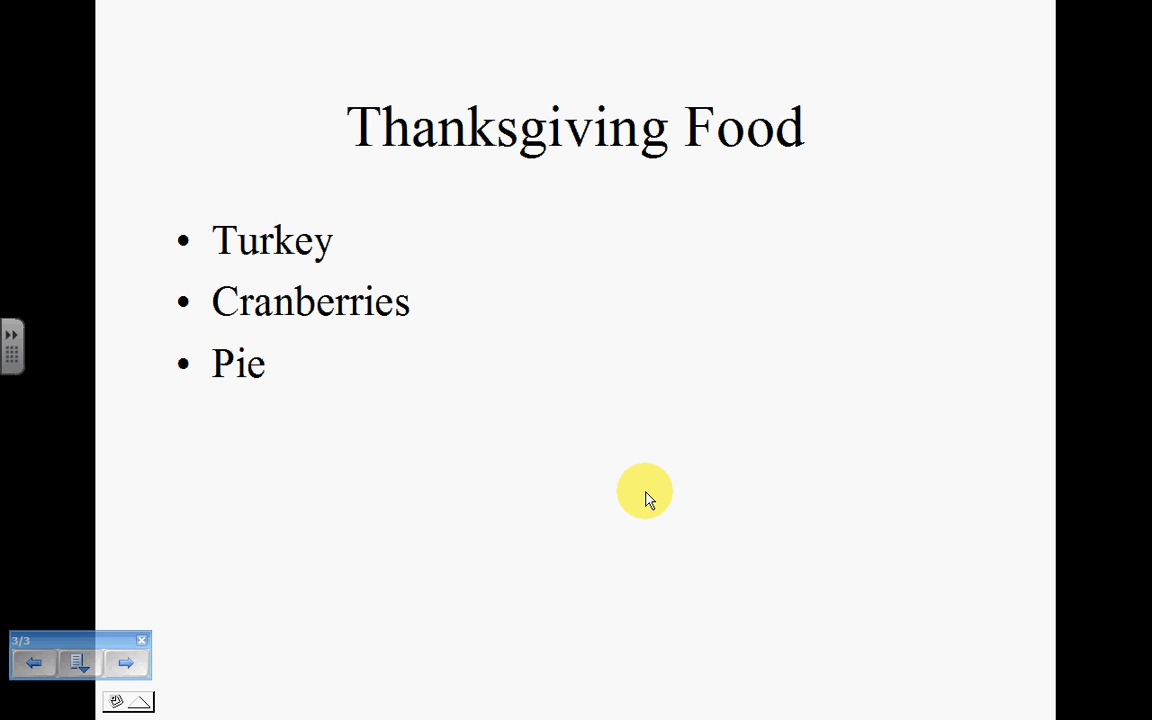 Thanksgiving Food
• Turkey
• Cranberries
• Pie
3/3